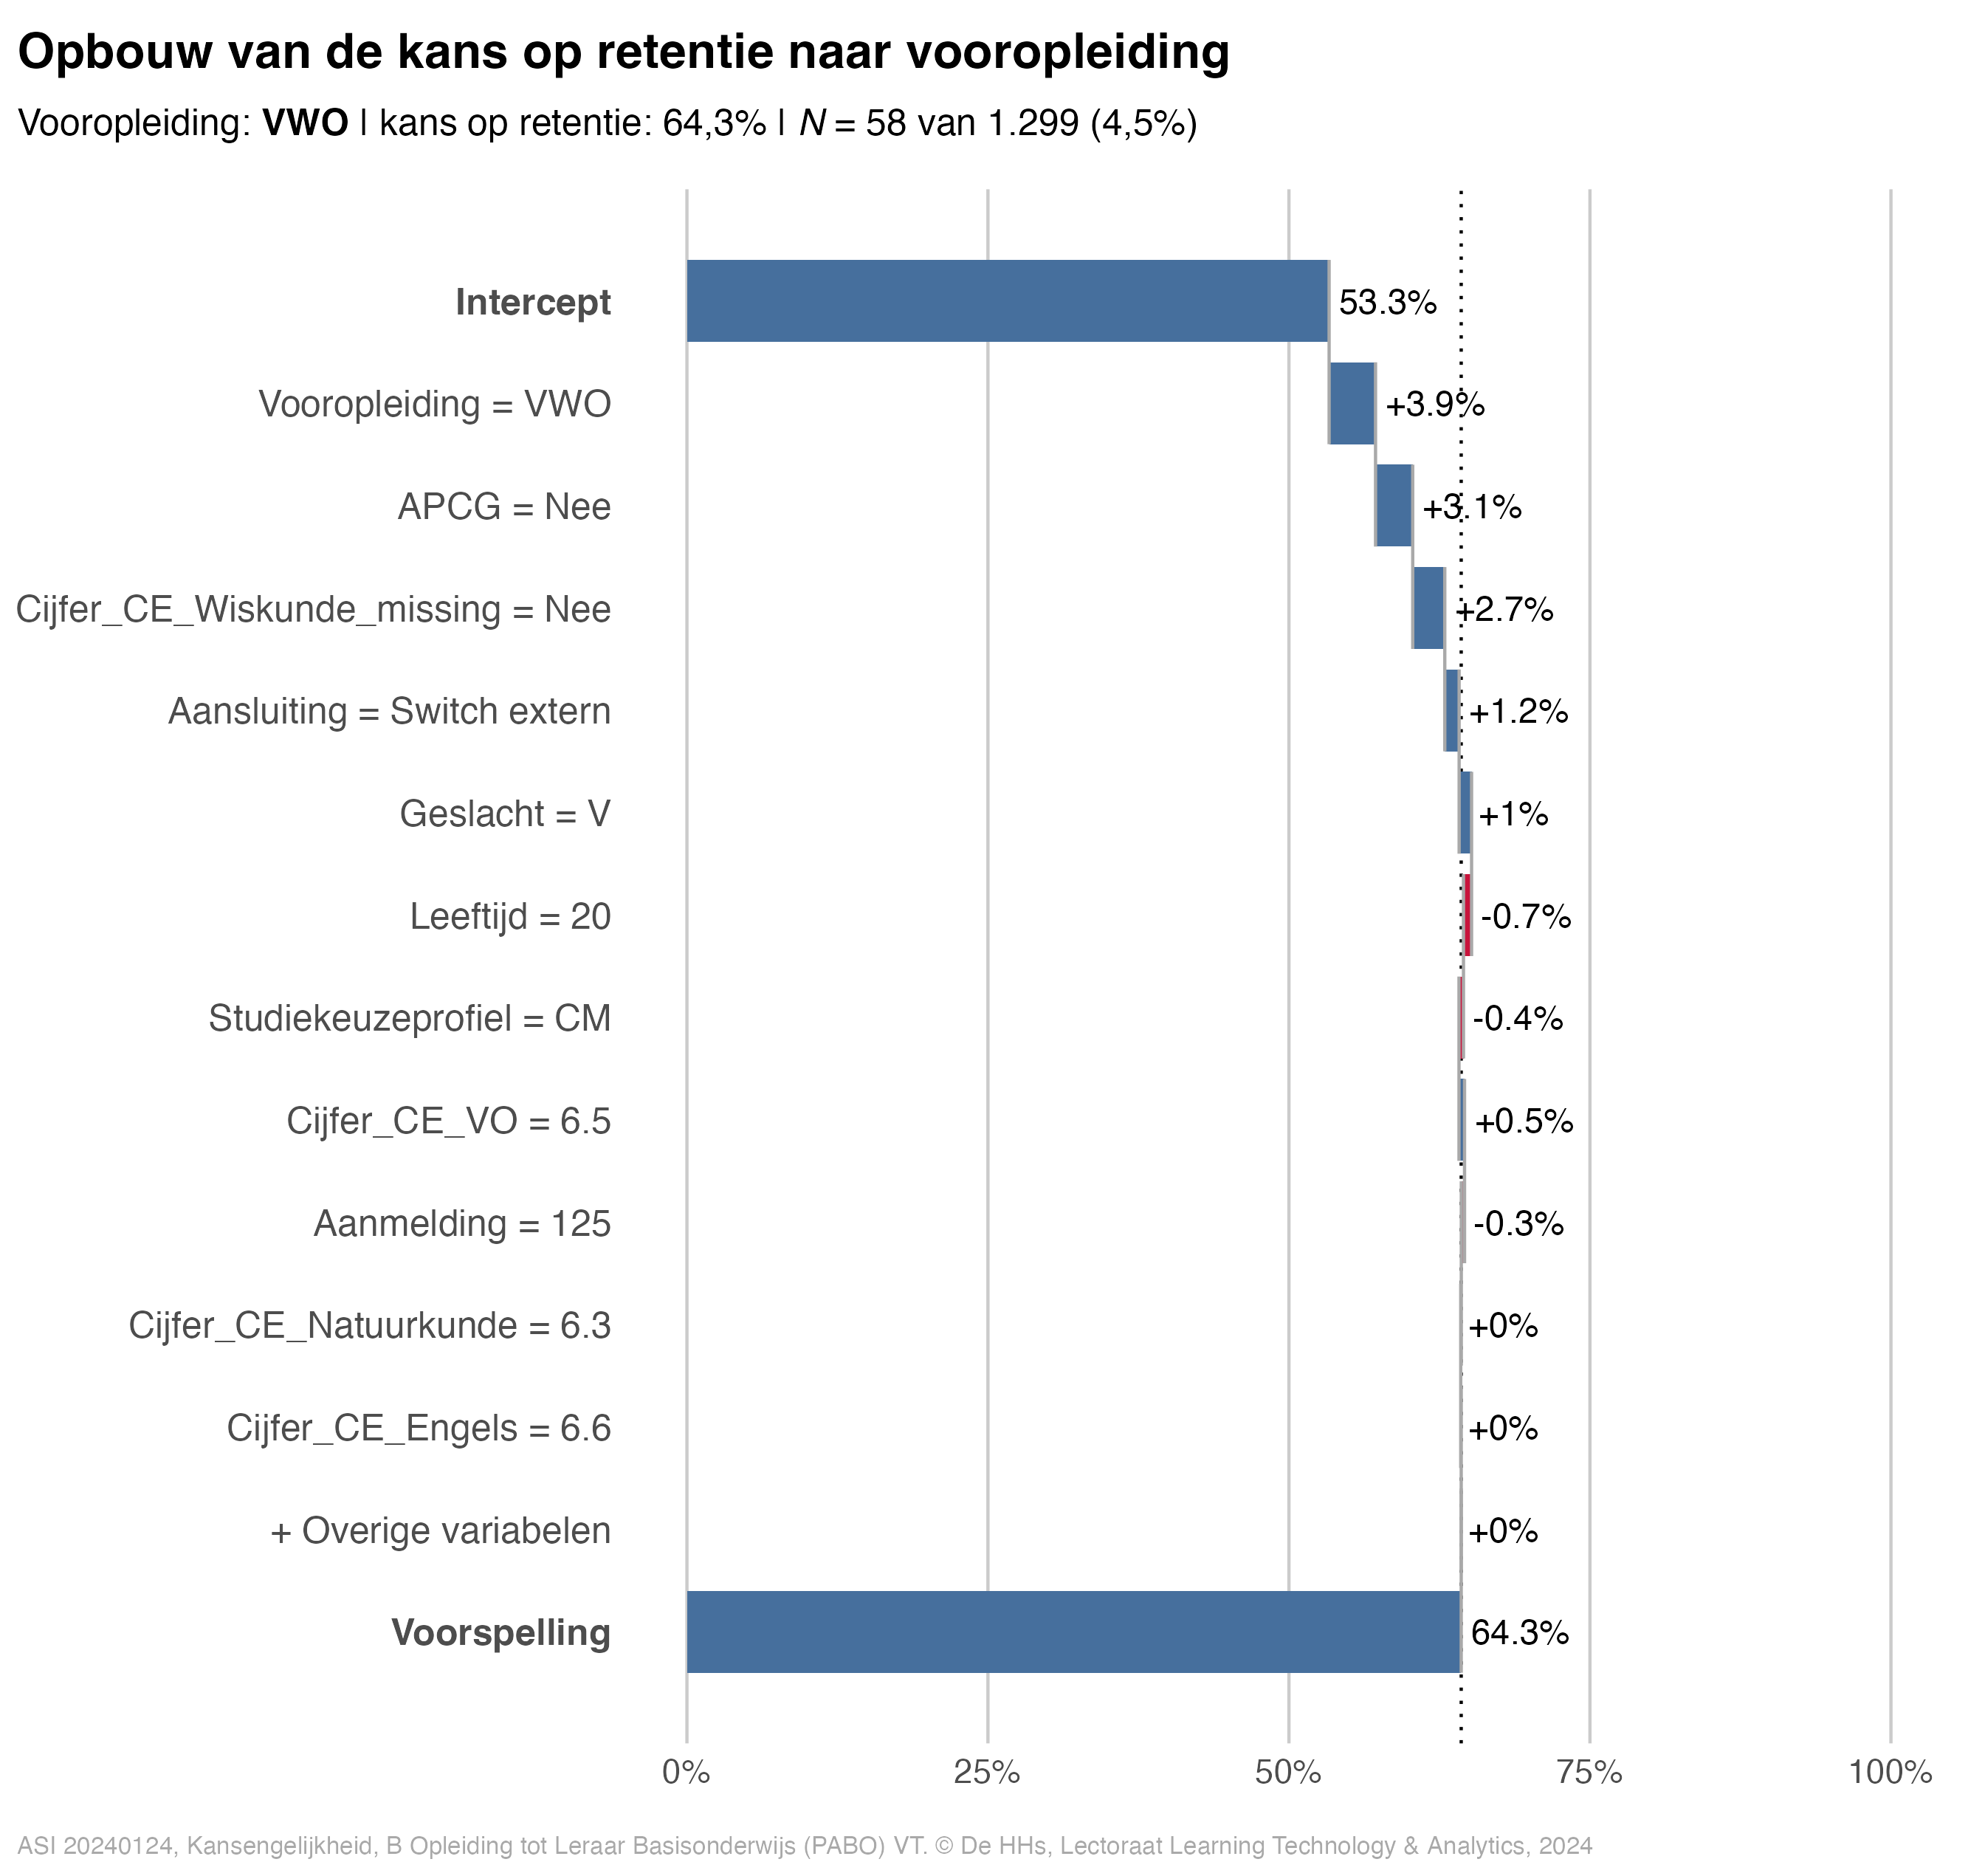 Opbouw van de kans op retentie naar vooropleiding
Vooropleiding: VWO | kans op retentie: 64,3% | N = 58 van 1.299 (4,5%)
Intercept 53.3%
Vooropleiding = VWO +3.9%
APCG = Nee +3.1%
Cijfer_CE_Wiskunde_missing = Nee +2.7%
Aansluiting = Switch extern +1.2%
Geslacht = V +1%
Leeftijd = 20 -0.7%
Studiekeuzeprofiel = CM -0.4%
Cijfer_CE_VO = 6.5 +0.5%
Aanmelding = 125 -0.3%
Cijfer_CE_Natuurkunde = 6.3 +0%
Cijfer_CE_Engels = 6.6 +0%
+ Overige variabelen +0%
Voorspelling 64.3%
0% 25% 50% 75% 100%
ASI 20240124, Kansengelijkheid, B Opleiding tot Leraar Basisonderwijs (PABO) VT. © De HHs, Lectoraat Learning Technology & Analytics, 2024